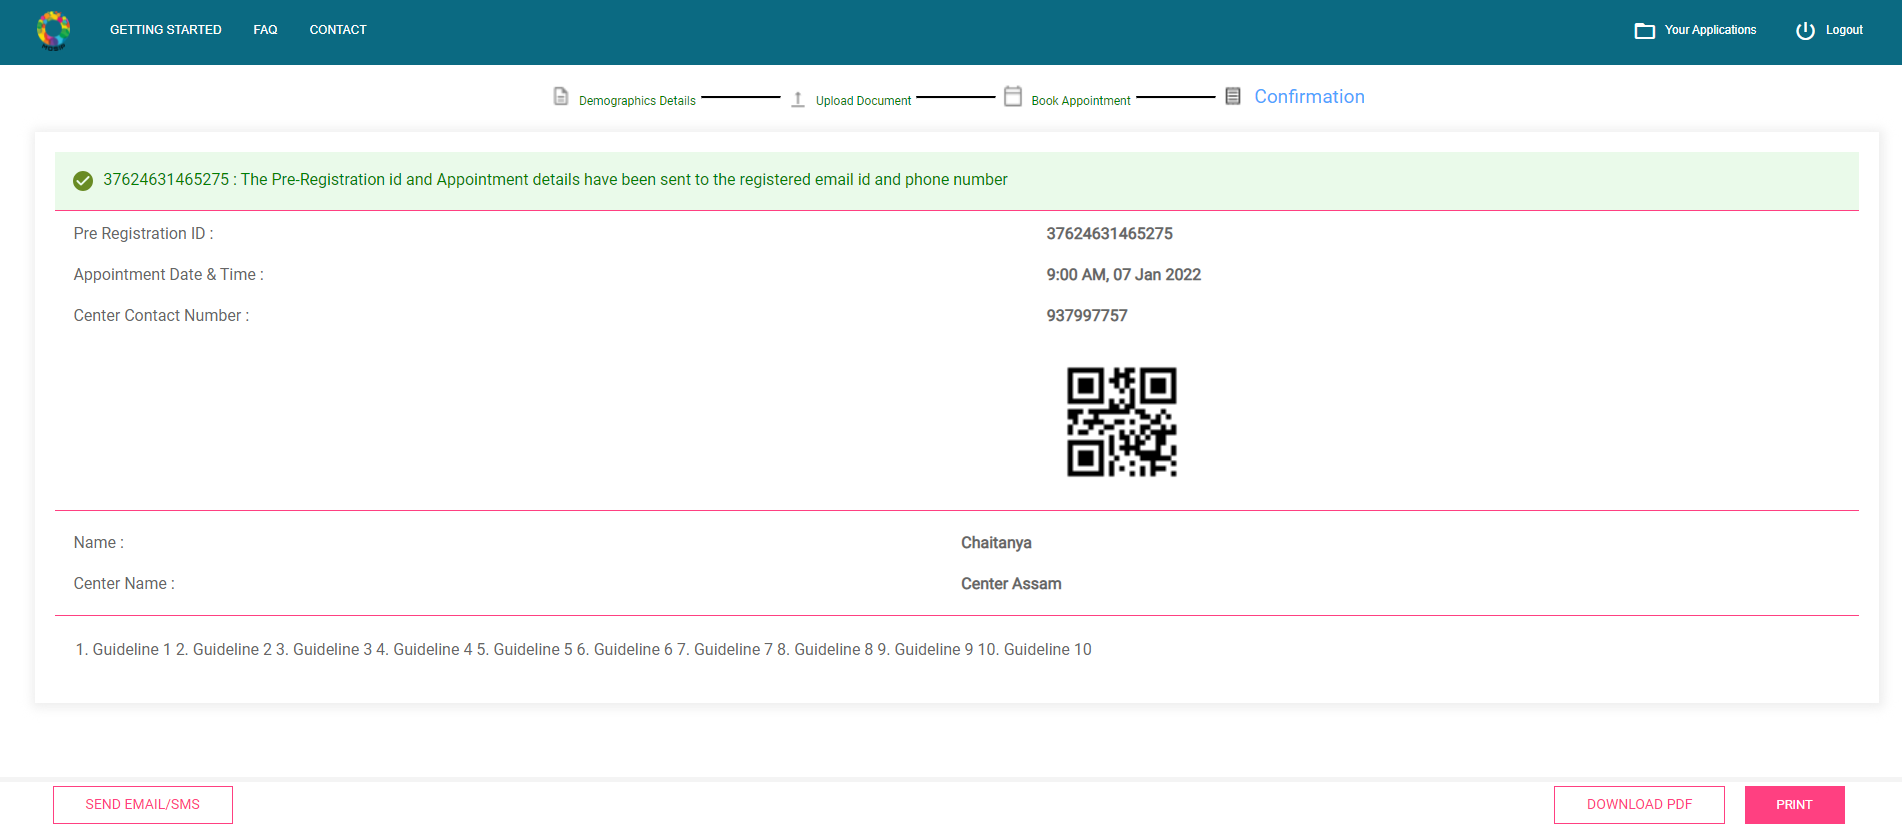 MOSIP
GETTING STARTED FAQ CONTACT Your Applications Logout
Demographics Details Upload Document Book Appointment Confirmation
37624631465275 : The Pre-Registration id and Appointment details have been sent to the registered email id and phone number
Pre Registration ID : 37624631465275
Appointment Date & Time : 9:00 AM, 07 Jan 2022
Center Contact Number : 937997757
Name : Chaitanya
Center Name : Center Assam
1. Guideline 1 2. Guideline 2 3. Guideline 3 4. Guideline 4 5. Guideline 5 6. Guideline 6 7. Guideline 7 8. Guideline 8 9. Guideline 9 10. Guideline 10
SEND EMAIL/SMS DOWNLOAD PDF PRINT